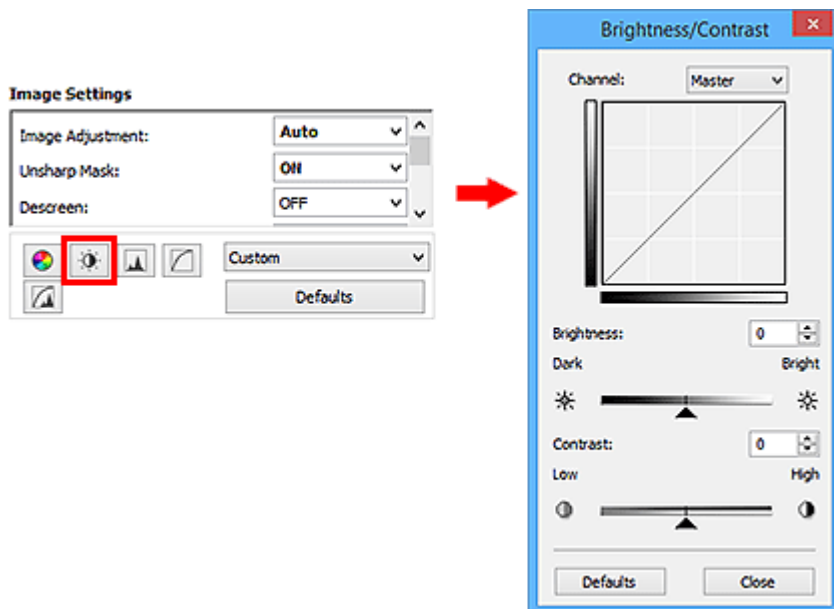 Image Settings
Image Adjustment: Auto
Unsharp Mask: ON
Descreen: OFF
Custom
Defaults
Brightness/Contrast
Channel: Master
Brightness: 0
Dark Bright
Contrast: 0
Low High
Defaults Close